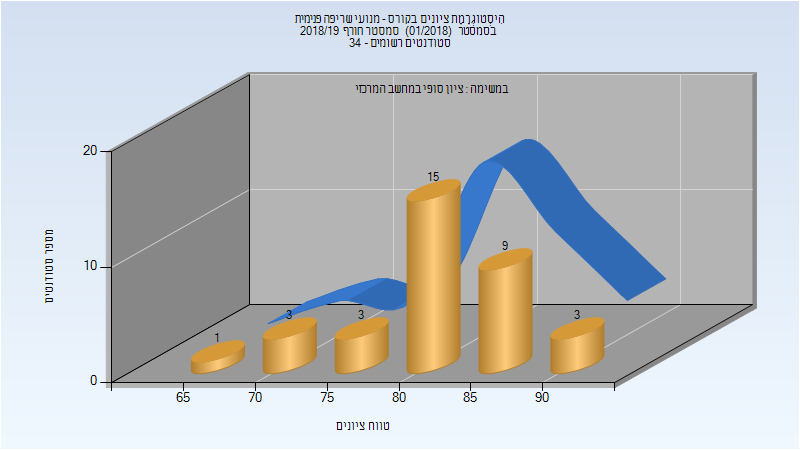 היסטוגרמת ציונים בקורס - מנועי שריפה פנימית
בסמסטר (01/2018) סמסטר חורף 2018/19
סטודנטים רשומים - 34
במשימה : ציון סופי במחשב המרכזי
מספר סטודנטים
20
10
0
1
3
3
15
9
3
65
70
75
80
85
90
טווח ציונים